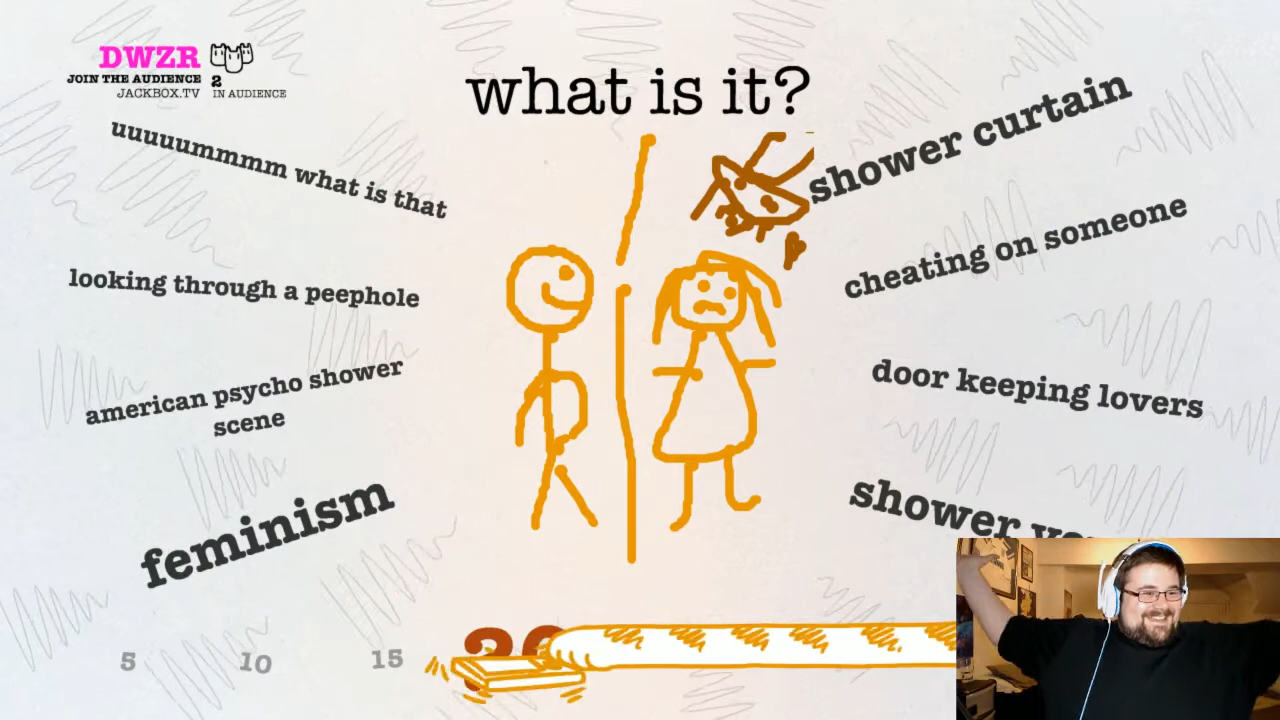 DWZR
JOIN THE AUDIENCE
JACKBOX.TV
2
IN AUDIENCE
what is it?
uuuuummmm what is that
looking through a peephole
american psycho shower
scene
feminism
shower curtain
cheating on someone
door keeping lovers
shower
5
10
15